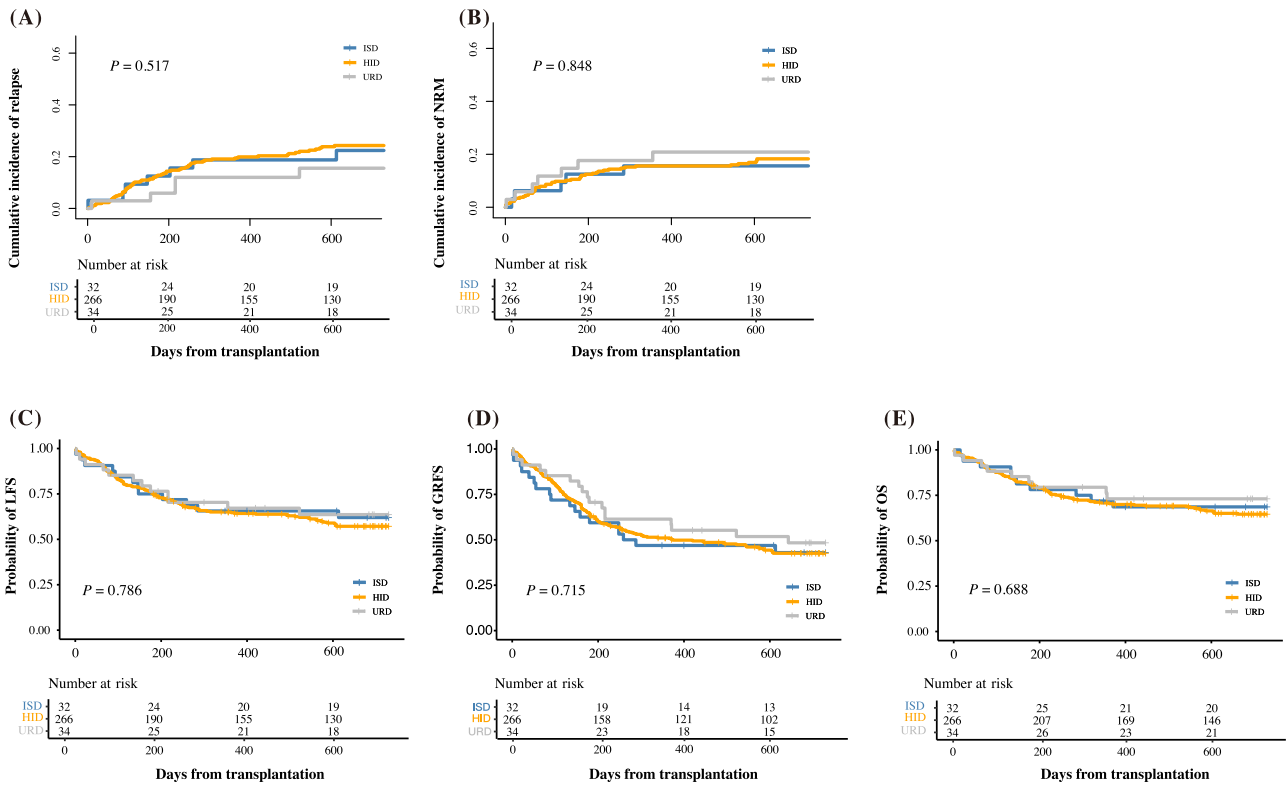 (A)
Cumulative incidence of relapse
0.6
0.4
0.2
0.0
P = 0.517
ISD
HID
URD
0 200 400 600
Number at risk
ISD 32 24 20 19
HID 266 190 155 130
URD 34 25 21 18
0 200 400 600
Days from transplantation
(B)
Cumulative incidence of NRM
0.6
0.4
0.2
0.0
P = 0.848
ISD
HID
URD
0 200 400 600
Number at risk
ISD 32 24 20 19
HID 266 190 155 130
URD 34 25 21 18
0 200 400 600
Days from transplantation
(C)
Probability of LFS
1.00
0.75
0.50
0.25
0.00
P = 0.786
ISD
HID
URD
0 200 400 600
Number at risk
ISD 32 24 20 19
HID 266 190 155 130
URD 34 25 21 18
0 200 400 600
Days from transplantation
(D)
Probability of GRFS
1.00
0.75
0.50
0.25
0.00
P = 0.715
ISD
HID
URD
0 200 400 600
Number at risk
ISD 32 19 14 13
HID 266 158 121 102
URD 34 23 18 15
0 200 400 600
Days from transplantation
(E)
Probability of OS
1.00
0.75
0.50
0.25
0.00
P = 0.688
ISD
HID
URD
0 200 400 600
Number at risk
ISD 32 25 21 20
HID 266 207 169 146
URD 34 26 23 21
0 200 400 600
Days from transplantation